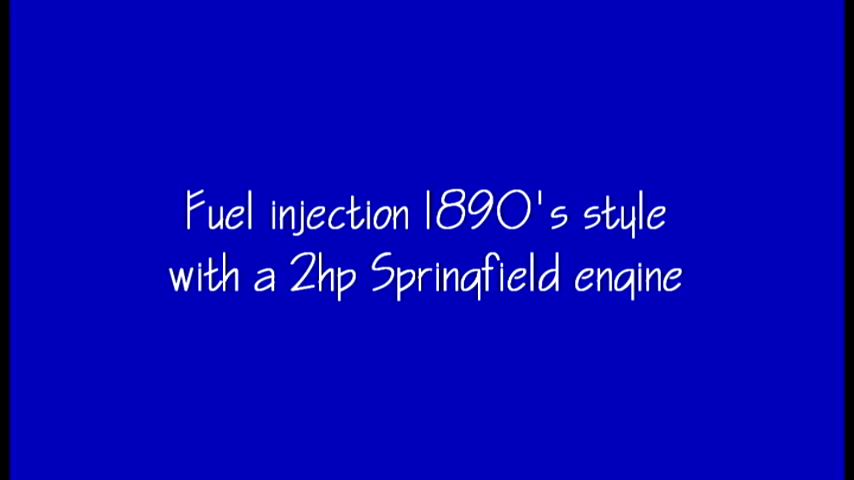 Fuel injection 1890's style
with a 2hp Springfield engine